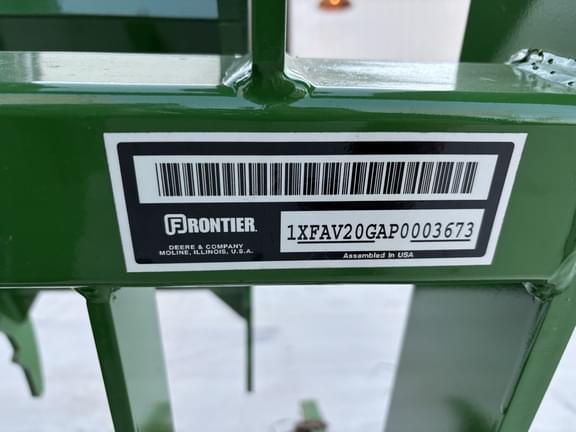 FRONTIER
DEERE & COMPANY
MOLINE, ILLINOIS, U.S.A.
1XFAV20GAP0003673
Assembled In USA